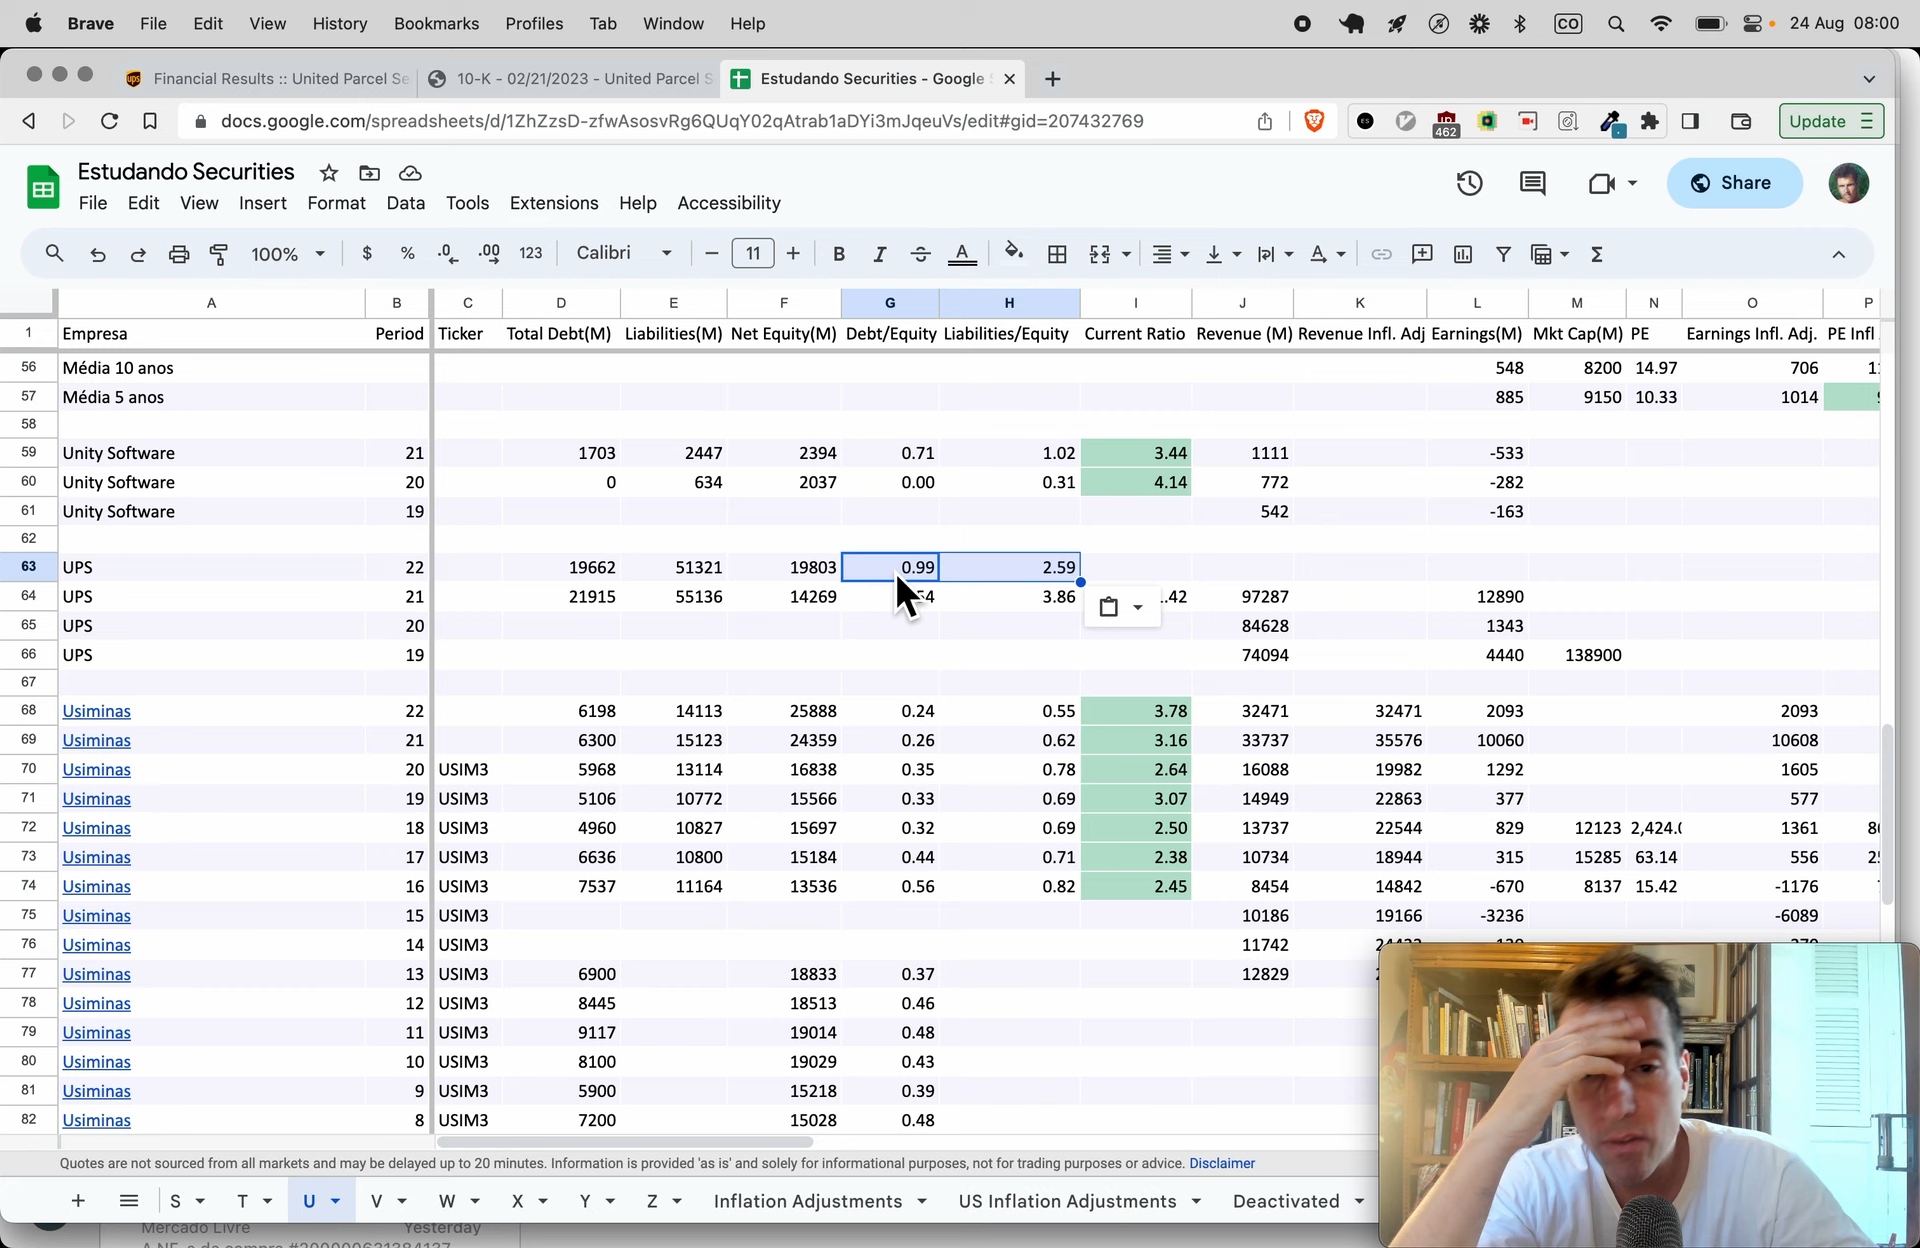 Brave File Edit View History Bookmarks Profiles Tab Window Help CO 24 Aug 08:00
Financial Results :: United Parcel Se 10-K - 02/21/2023 - United Parcel S Estudando Securities - Google S
docs.google.com/spreadsheets/d/1ZhZzsD-zfwAsosvRg6QUqY02qAtrab1aDYi3mJqeuVs/edit#gid=207432769 462 Update
Estudando Securities
File Edit View Insert Format Data Tools Extensions Help Accessibility Share
100% $ % .0 .00 123 Calibri 11 B I S A
A B C D E F G H I J K L M N O P
1 Empresa Period Ticker Total Debt(M) Liabilities(M) Net Equity(M) Debt/Equity Liabilities/Equity Current Ratio Revenue (M) Revenue Infl. Adj Earnings(M) Mkt Cap(M) PE Earnings Infl. Adj. PE Infl
56 Média 10 anos 548 8200 14.97 706
57 Média 5 anos 885 9150 10.33 1014
58
59 Unity Software 21 1703 2447 2394 0.71 1.02 3.44 1111 -533
60 Unity Software 20 0 634 2037 0.00 0.31 4.14 772 -282
61 Unity Software 19 542 -163
62
63 UPS 22 19662 51321 19803 0.99 2.59
64 UPS 21 21915 55136 14269 3.86 .42 97287 12890
65 UPS 20 84628 1343
66 UPS 19 74094 4440 138900
67
68 Usiminas 22 6198 14113 25888 0.24 0.55 3.78 32471 32471 2093 2093
69 Usiminas 21 6300 15123 24359 0.26 0.62 3.16 33737 35576 10060 10608
70 Usiminas 20 USIM3 5968 13114 16838 0.35 0.78 2.64 16088 19982 1292 1605
71 Usiminas 19 USIM3 5106 10772 15566 0.33 0.69 3.07 14949 22863 377 577
72 Usiminas 18 USIM3 4960 10827 15697 0.32 0.69 2.50 13737 22544 829 12123 2,424.0 1361
73 Usiminas 17 USIM3 6636 10800 15184 0.44 0.71 2.38 10734 18944 315 15285 63.14 556
74 Usiminas 16 USIM3 7537 11164 13536 0.56 0.82 2.45 8454 14842 -670 8137 15.42 -1176
75 Usiminas 15 USIM3 10186 19166 -3236 -6089
76 Usiminas 14 USIM3 11742
77 Usiminas 13 USIM3 6900 18833 0.37 12829
78 Usiminas 12 USIM3 8445 18513 0.46
79 Usiminas 11 USIM3 9117 19014 0.48
80 Usiminas 10 USIM3 8100 19029 0.43
81 Usiminas 9 USIM3 5900 15218 0.39
82 Usiminas 8 USIM3 7200 15028 0.48
Quotes are not sourced from all markets and may be delayed up to 20 minutes. Information is provided 'as is' and solely for informational purposes, not for trading purposes or advice. Disclaimer
S T U V W X Y Z Inflation Adjustments US Inflation Adjustments Deactivated
Mercado Livre Yesterday